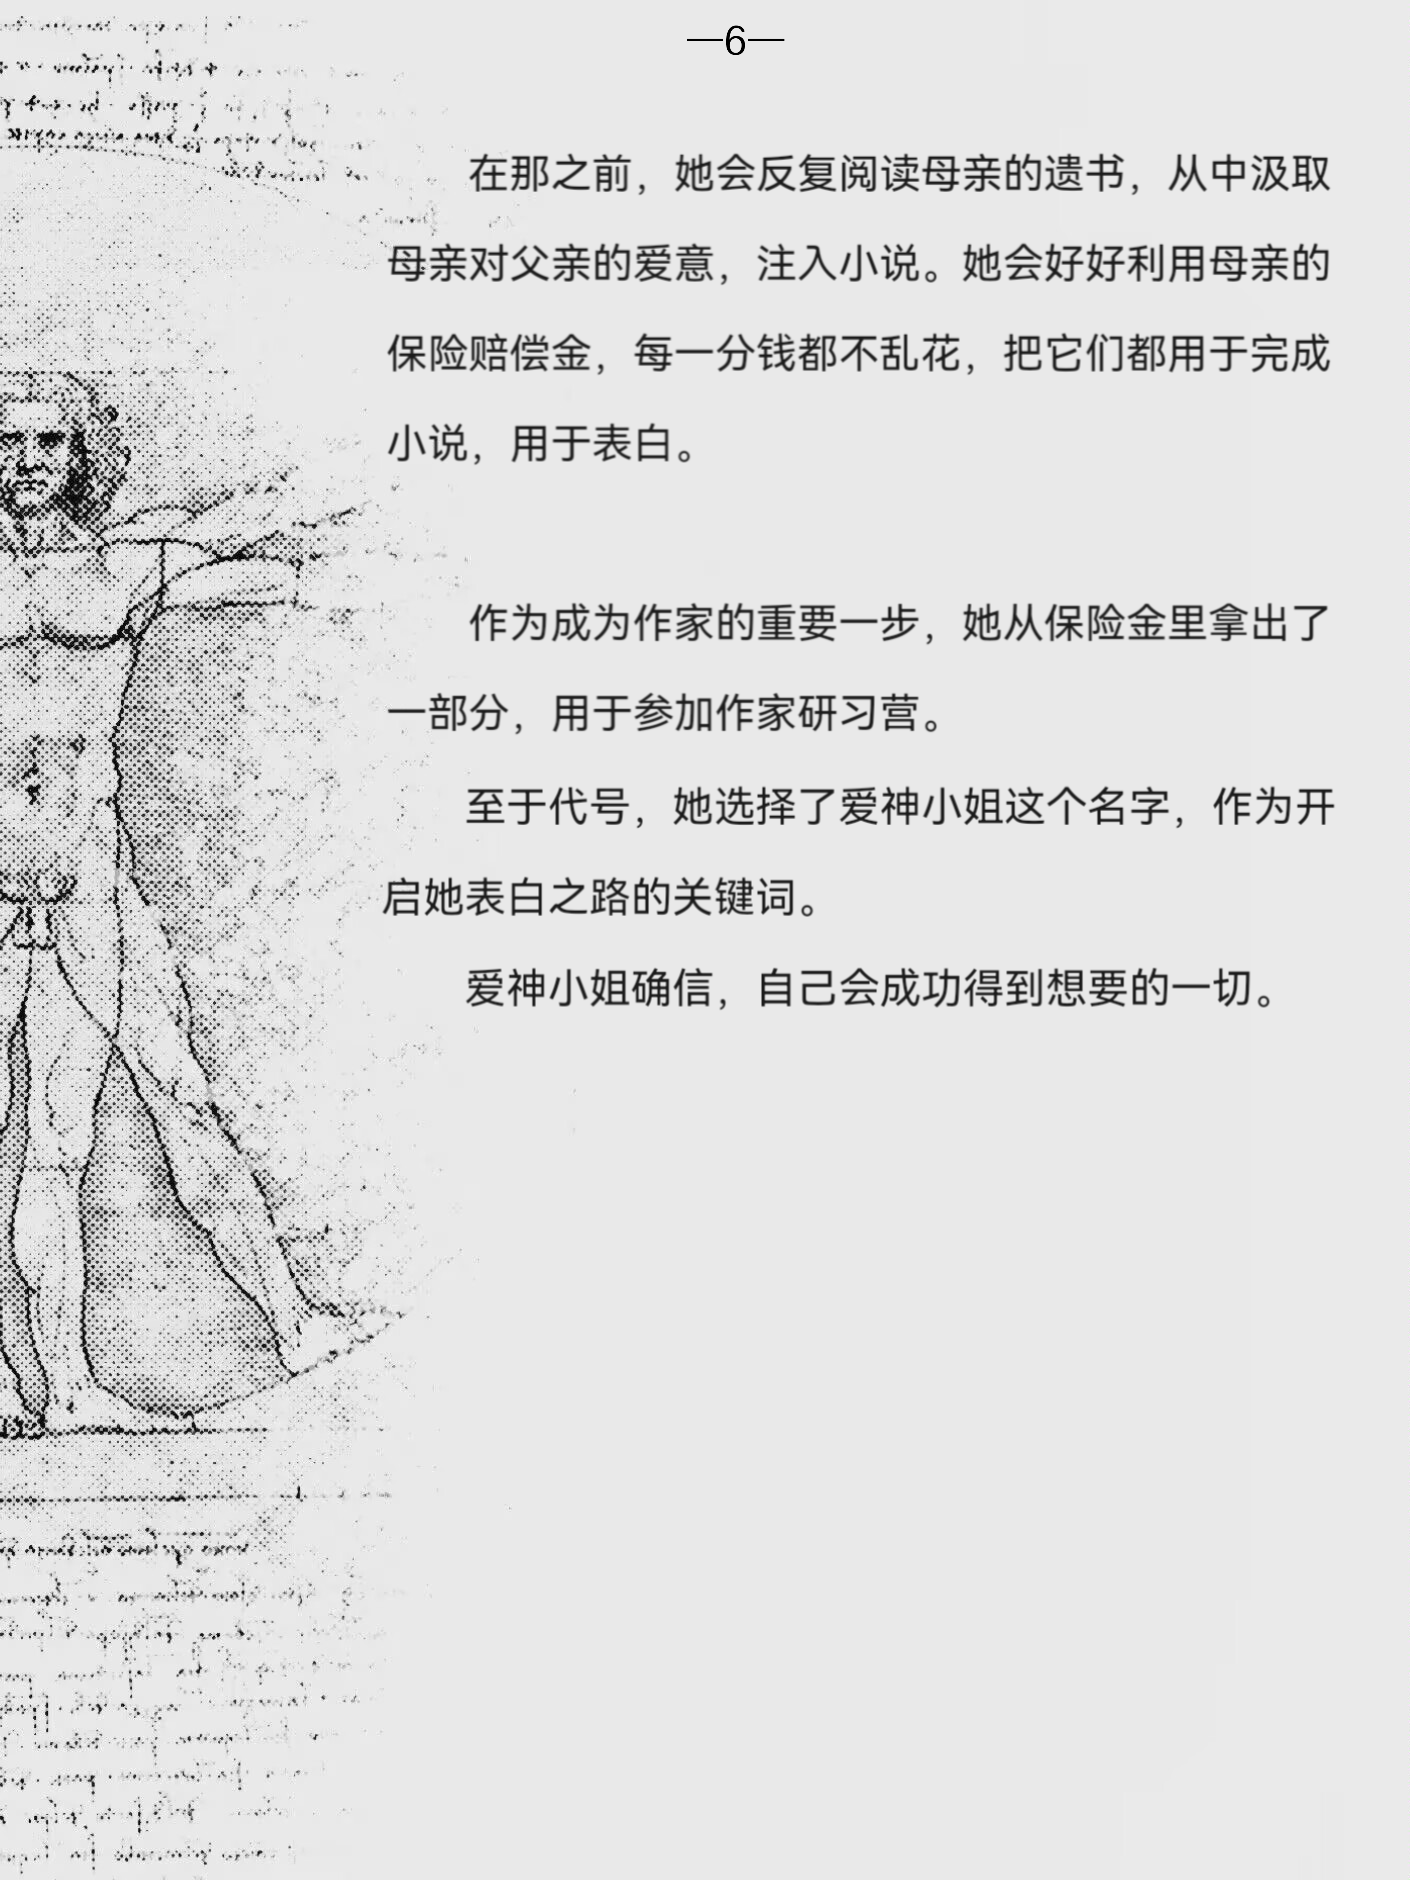 —6—
在那之前，她会反复阅读母亲的遗书，从中汲取
母亲对父亲的爱意，注入小说。她会好好利用母亲的
保险赔偿金，每一分钱都不乱花，把它们都用于完成
小说，用于表白。
作为成为作家的重要一步，她从保险金里拿出了
一部分，用于参加作家研习营。
至于代号，她选择了爱神小姐这个名字，作为开
启她表白之路的关键词。
爱神小姐确信，自己会成功得到想要的一切。